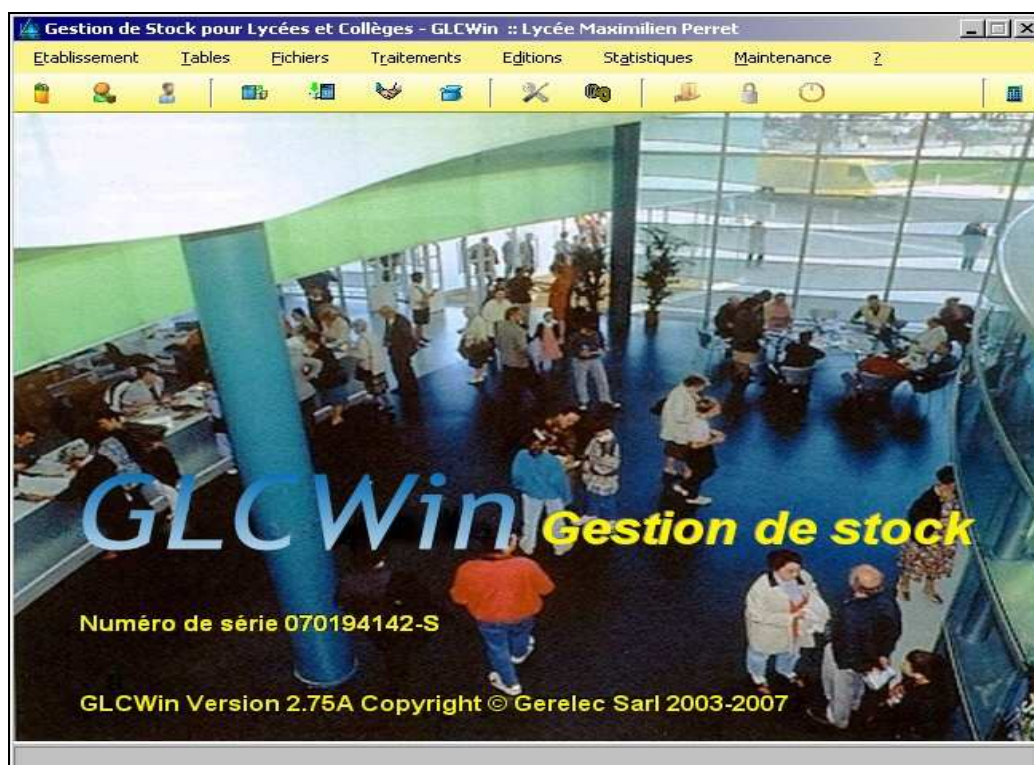 Gestion de Stock pour Lycées et Collèges - GLCWin :: Lycée Maximilien Perret
Etablissement Tables Fichiers Traitements Editions Statistiques Maintenance ?
GLCWin Gestion de stock
Numéro de série 070194142-S
GLCWin Version 2.75A Copyright © Gerelec Sarl 2003-2007